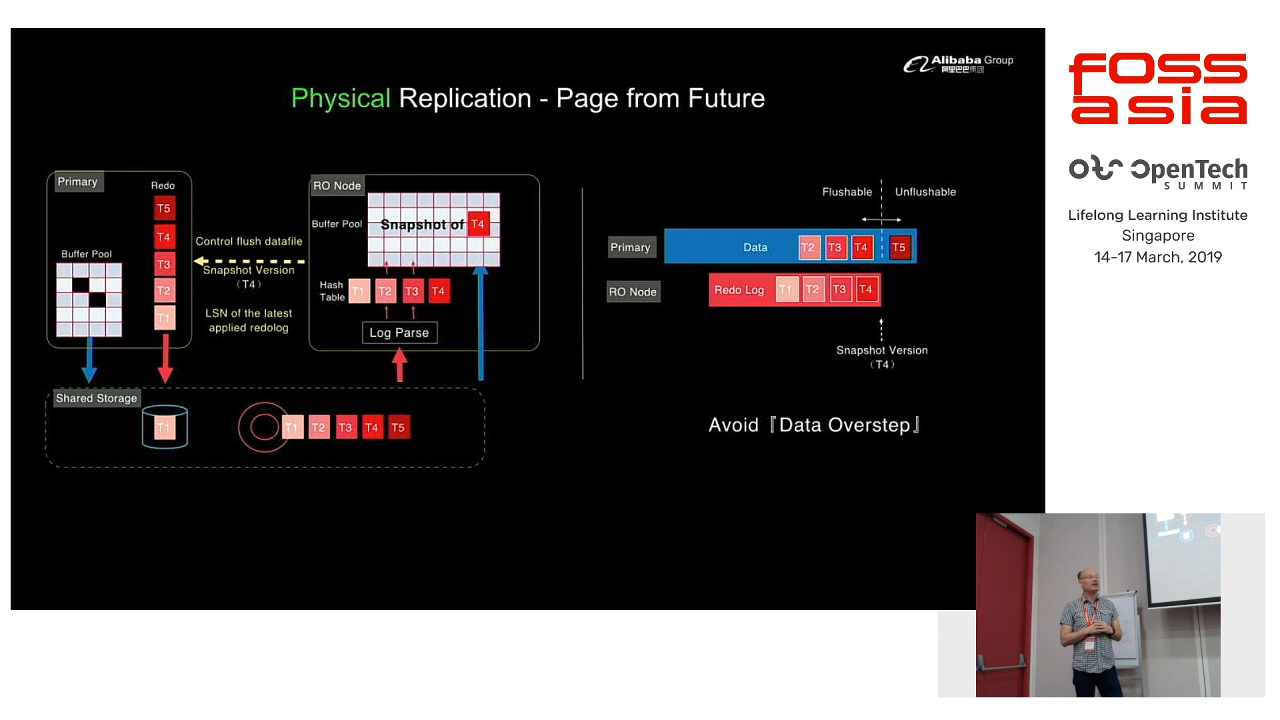 Alibaba Group
阿里巴巴集团
Physical Replication - Page from Future
Primary
Redo
T5
T4
T3
T2
T1
Buffer Pool
Control flush datafile
Snapshot Version
(T4)
LSN of the latest
applied redolog
RO Node
Buffer Pool
Snapshot of T4
Hash
Table
T1 T2 T3 T4
Log Parse
Shared Storage
T1
T1 T2 T3 T4 T5
Flushable
Unflushable
Primary
Data T2 T3 T4 T5
RO Node
Redo Log T1 T2 T3 T4
Snapshot Version
(T4)
Avoid『Data Overstep』
FOSS
asia
OpenTech
SUMMIT
Lifelong Learning Institute
Singapore
14-17 March, 2019